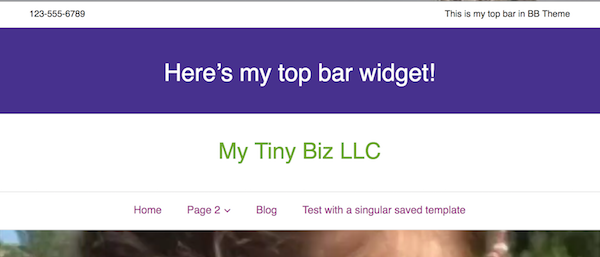 123-555-6789 This is my top bar in BB Theme
Here’s my top bar widget!
My Tiny Biz LLC
Home Page 2 Blog Test with a singular saved template